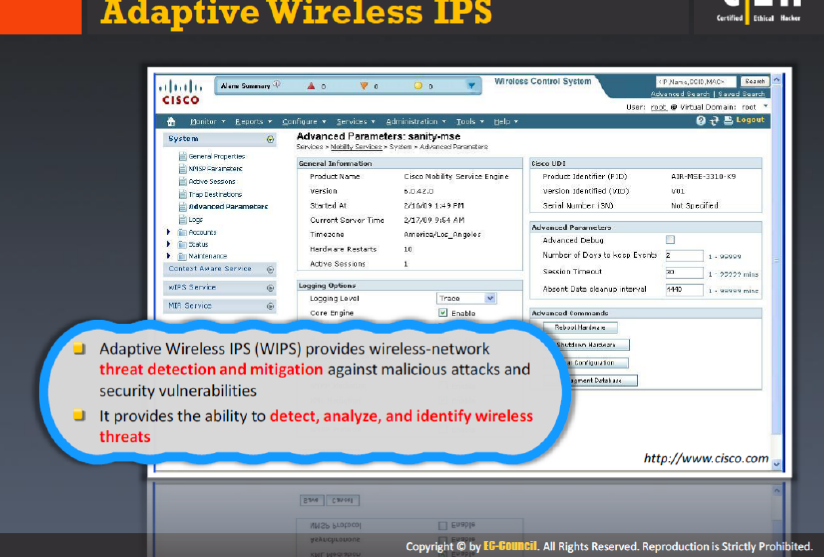 Adaptive Wireless IPS
Certified Ethical Hacker
Alarm Summary
0
0
0
Wireless Control System
Search
Advanced Search | Saved Search
CISCO
User: root @ Virtual Domain: root
Monitor Reports Configure Services Administration Tools Help
Logout
System
General Properties
NMSP Parameters
Active Sessions
Trap Destinations
Advanced Parameters
Logs
Accounts
Status
Maintenance
Context Aware Service
wIPS Service
MIR Service
Advanced Parameters: sanity-mse
Services > Mobility Services > System > Advanced Parameters
General Information
Product Name Cisco Mobility Service Engine
Version 6.0.42.0
Started At 2/16/09 1:49 PM
Current Server Time 2/17/09 9:54 AM
Timezone America/Los_Angeles
Hardware Restarts 10
Active Sessions 1
Logging Options
Logging Level Trace
Core Engine Enable
Cisco UDI
Product Identifier (PID) AIR-MSE-3310-K9
Version Identified (VID) V01
Serial Number (SN) Not Specified
Advanced Parameters
Advanced Debug
Number of Days to keep Events 2 1 - 99999
Session Timeout 30 1 - 99999 mins
Absent Data cleanup interval 1440 1 - 99999 mins
Advanced Commands
Reboot Hardware
Shutdown Hardware
Configuration
Database
Adaptive Wireless IPS (WIPS) provides wireless-network
threat detection and mitigation against malicious attacks and
security vulnerabilities
It provides the ability to detect, analyze, and identify wireless
threats
http://www.cisco.com
Copyright © by EC-Council. All Rights Reserved. Reproduction is Strictly Prohibited.